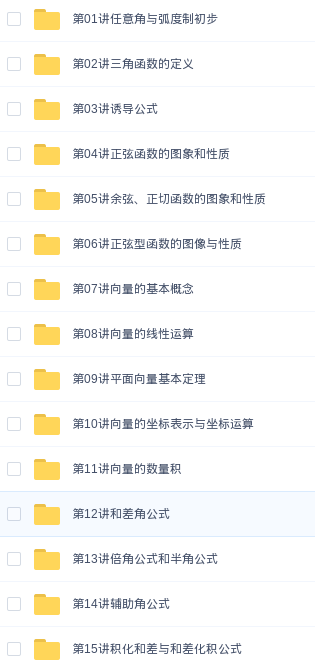 第01讲任意角与弧度制初步
第02讲三角函数的定义
第03讲诱导公式
第04讲正弦函数的图象和性质
第05讲余弦、正切函数的图象和性质
第06讲正弦型函数的图像与性质
第07讲向量的基本概念
第08讲向量的线性运算
第09讲平面向量基本定理
第10讲向量的坐标表示与坐标运算
第11讲向量的数量积
第12讲和差角公式
第13讲倍角公式和半角公式
第14讲辅助角公式
第15讲积化和差与和差化积公式